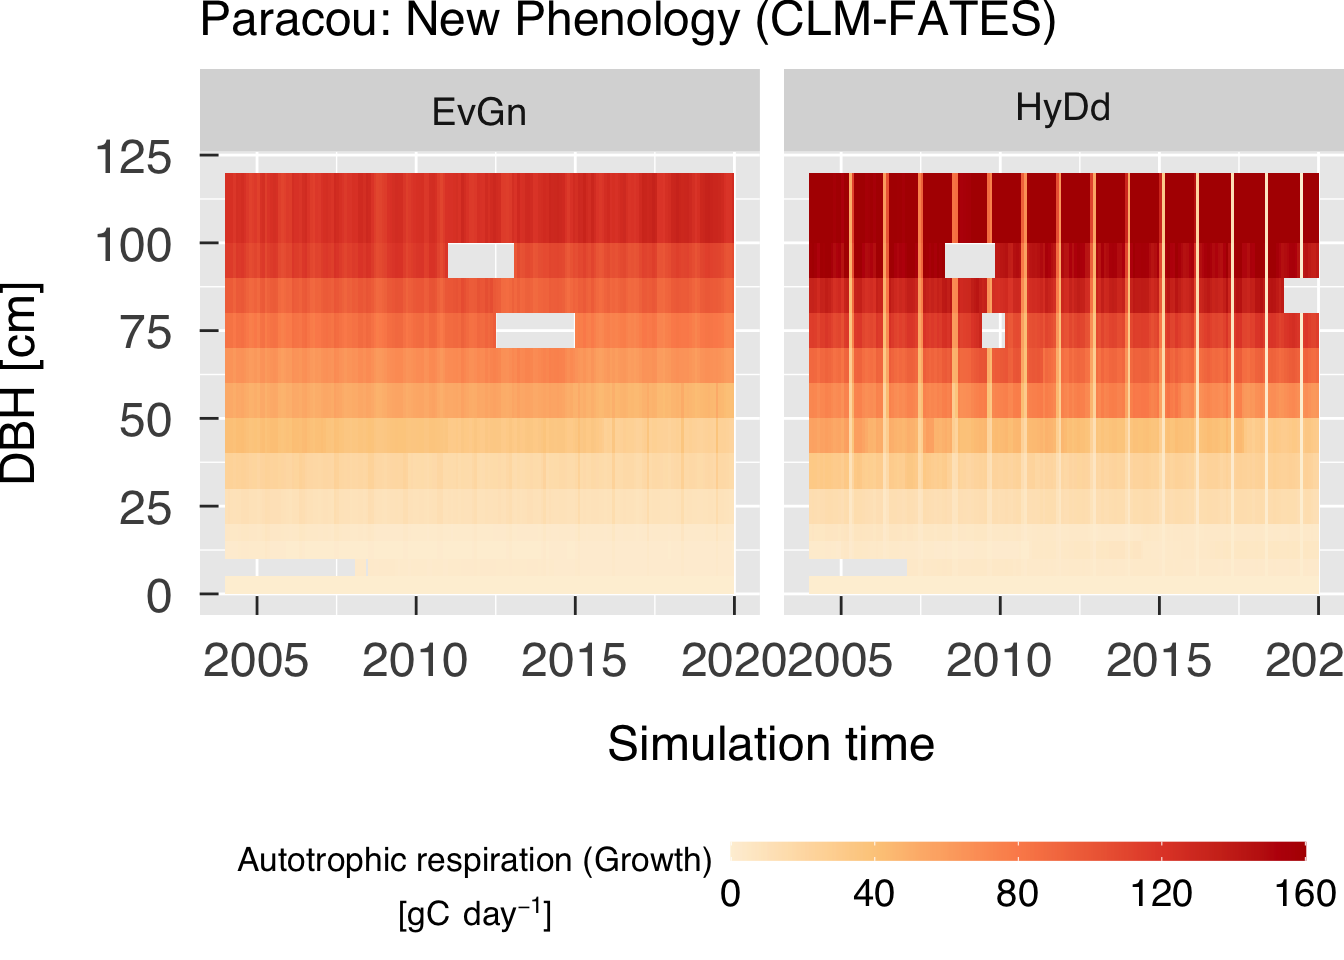 Paracou: New Phenology (CLM-FATES)
EvGn
HyDd
DBH [cm]
125
100
75
50
25
0
2005 2010 2015 2020
2005 2010 2015 202
Simulation time
Autotrophic respiration (Growth)
[gC day⁻¹]
0 40 80 120 160